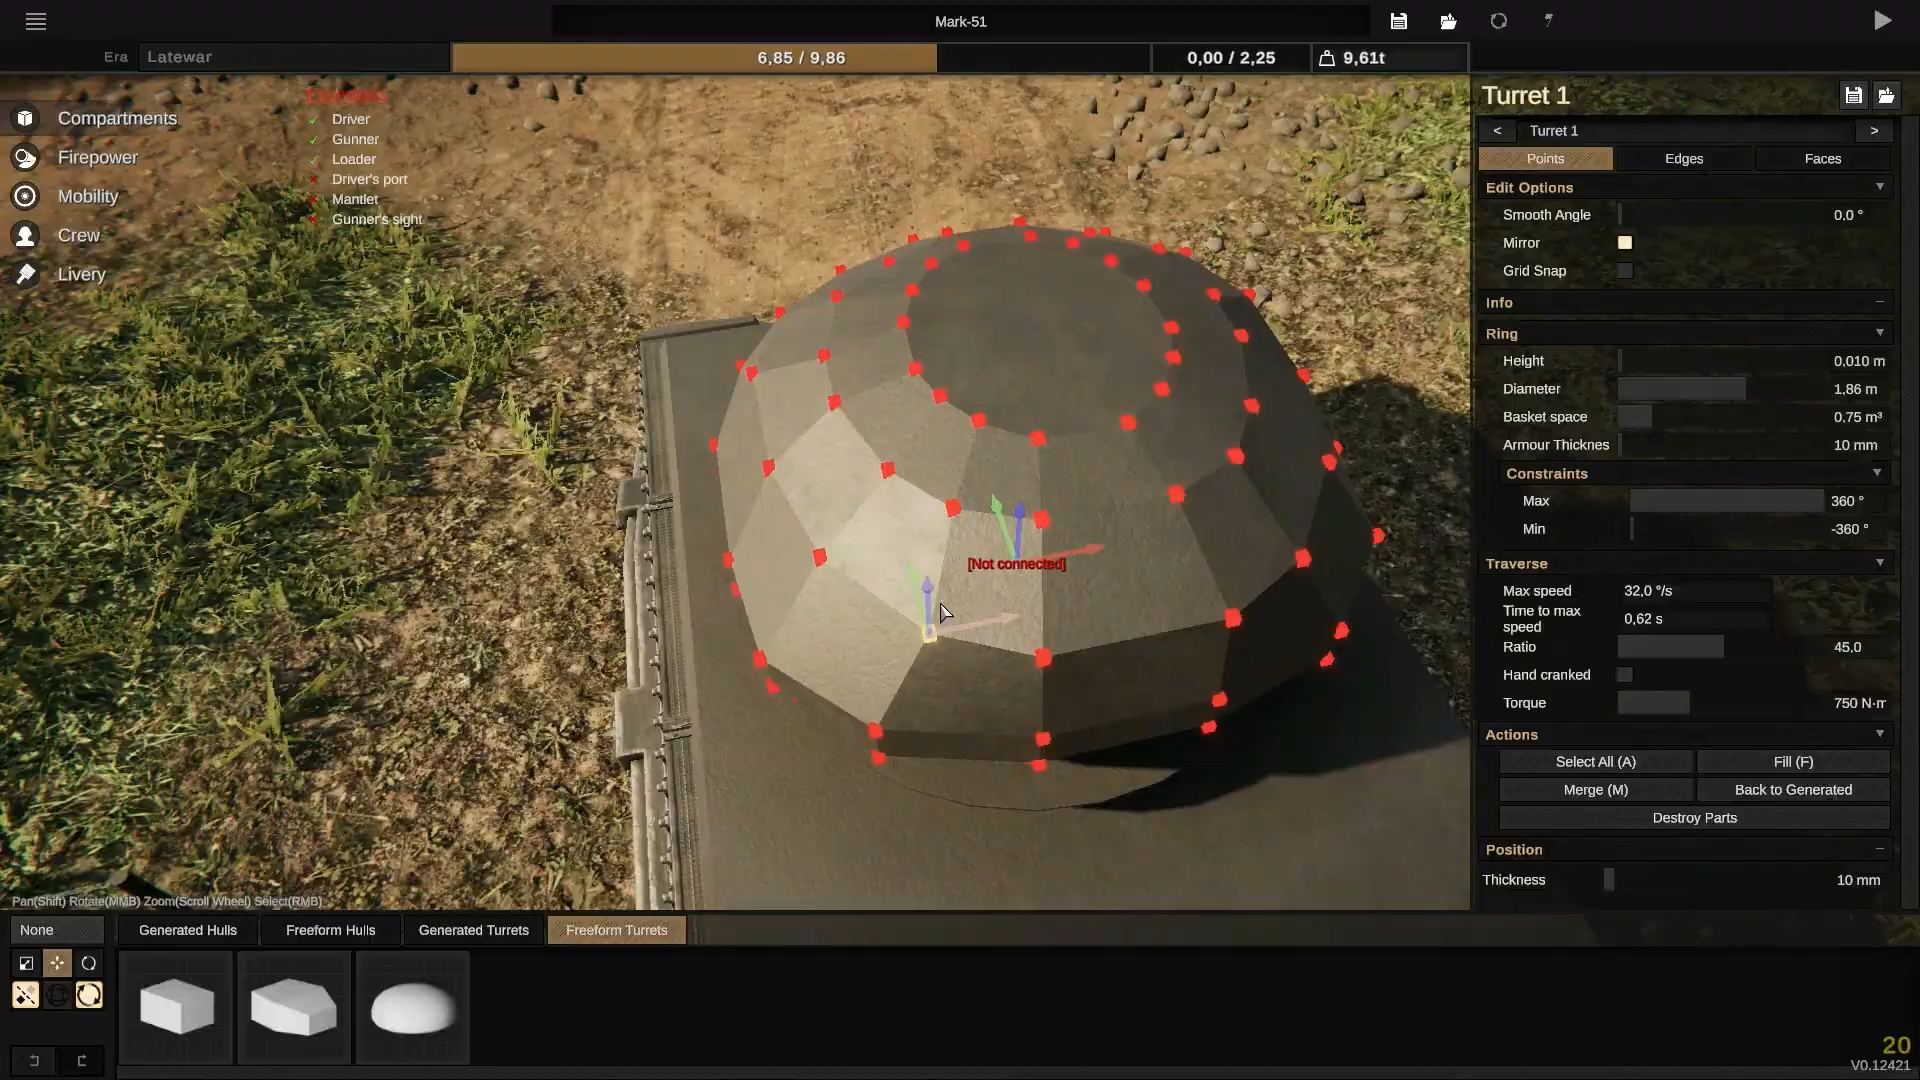 Mark-51
Era
Latewar
6,85 / 9,86
0,00 / 2,25
9,61t
Compartments
Firepower
Mobility
Crew
Livery
Driver
Gunner
Loader
Driver's port
Mantlet
Gunner's sight
[Not connected]
Turret 1
<
Turret 1
>
Points
Edges
Faces
Edit Options
Smooth Angle
0.0 °
Mirror
Grid Snap
Info
Ring
Height
0,010 m
Diameter
1.86 m
Basket space
0.75 m³
Armour Thicknes
10 mm
Constraints
Max
360 °
Min
-360 °
Traverse
Max speed
32,0 °/s
Time to max speed
0,62 s
Ratio
45.0
Hand cranked
Torque
750 N·m
Actions
Select All (A)
Fill (F)
Merge (M)
Back to Generated
Destroy Parts
Position
Thickness
10 mm
Pan(Shift) Rotate(MMB) Zoom(Scroll Wheel) Select(RMB)
None
Generated Hulls
Freeform Hulls
Generated Turrets
Freeform Turrets
20
V0.12421